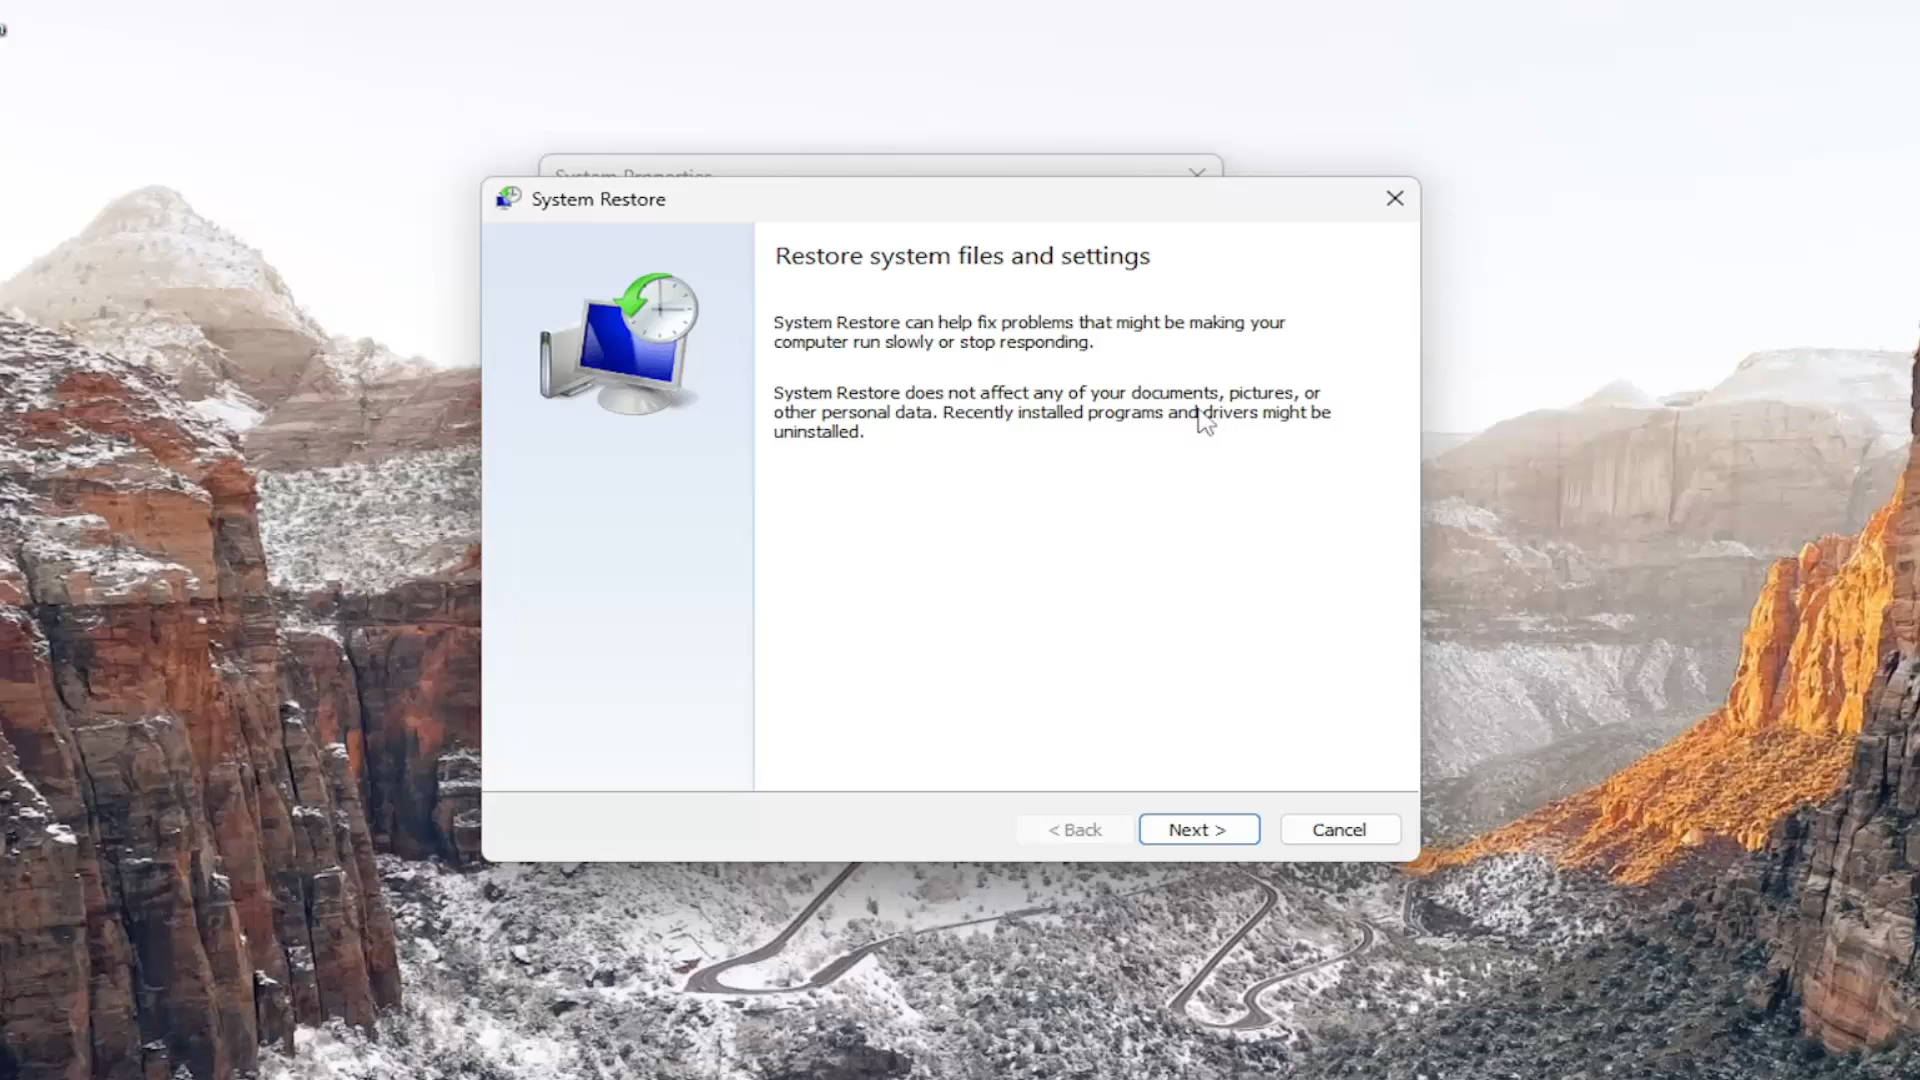 System Properties
System Restore
Restore system files and settings
System Restore can help fix problems that might be making your
computer run slowly or stop responding.
System Restore does not affect any of your documents, pictures, or
other personal data. Recently installed programs and drivers might be
uninstalled.
< Back
Next >
Cancel